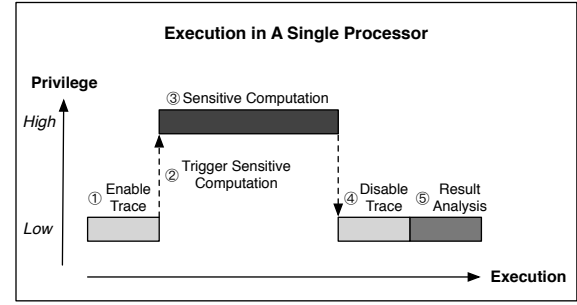 Execution in A Single Processor
Privilege
③ Sensitive Computation
High
② Trigger Sensitive
Computation
① Enable
Trace
④ Disable
Trace
⑤ Result
Analysis
Low
Execution